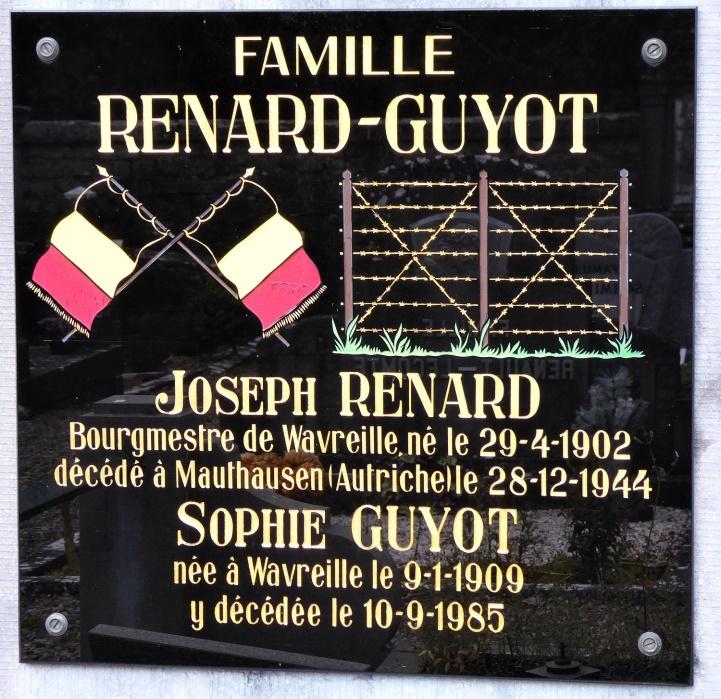 FAMILLE
RENARD-GUYOT
JOSEPH RENARD
Bourgmestre de Wavreille, né le 29-4-1902
décédé à Mauthausen (Autriche) le 28-12-1944
SOPHIE GUYOT
née à Wavreille le 9-1-1909
y décédée le 10-9-1985